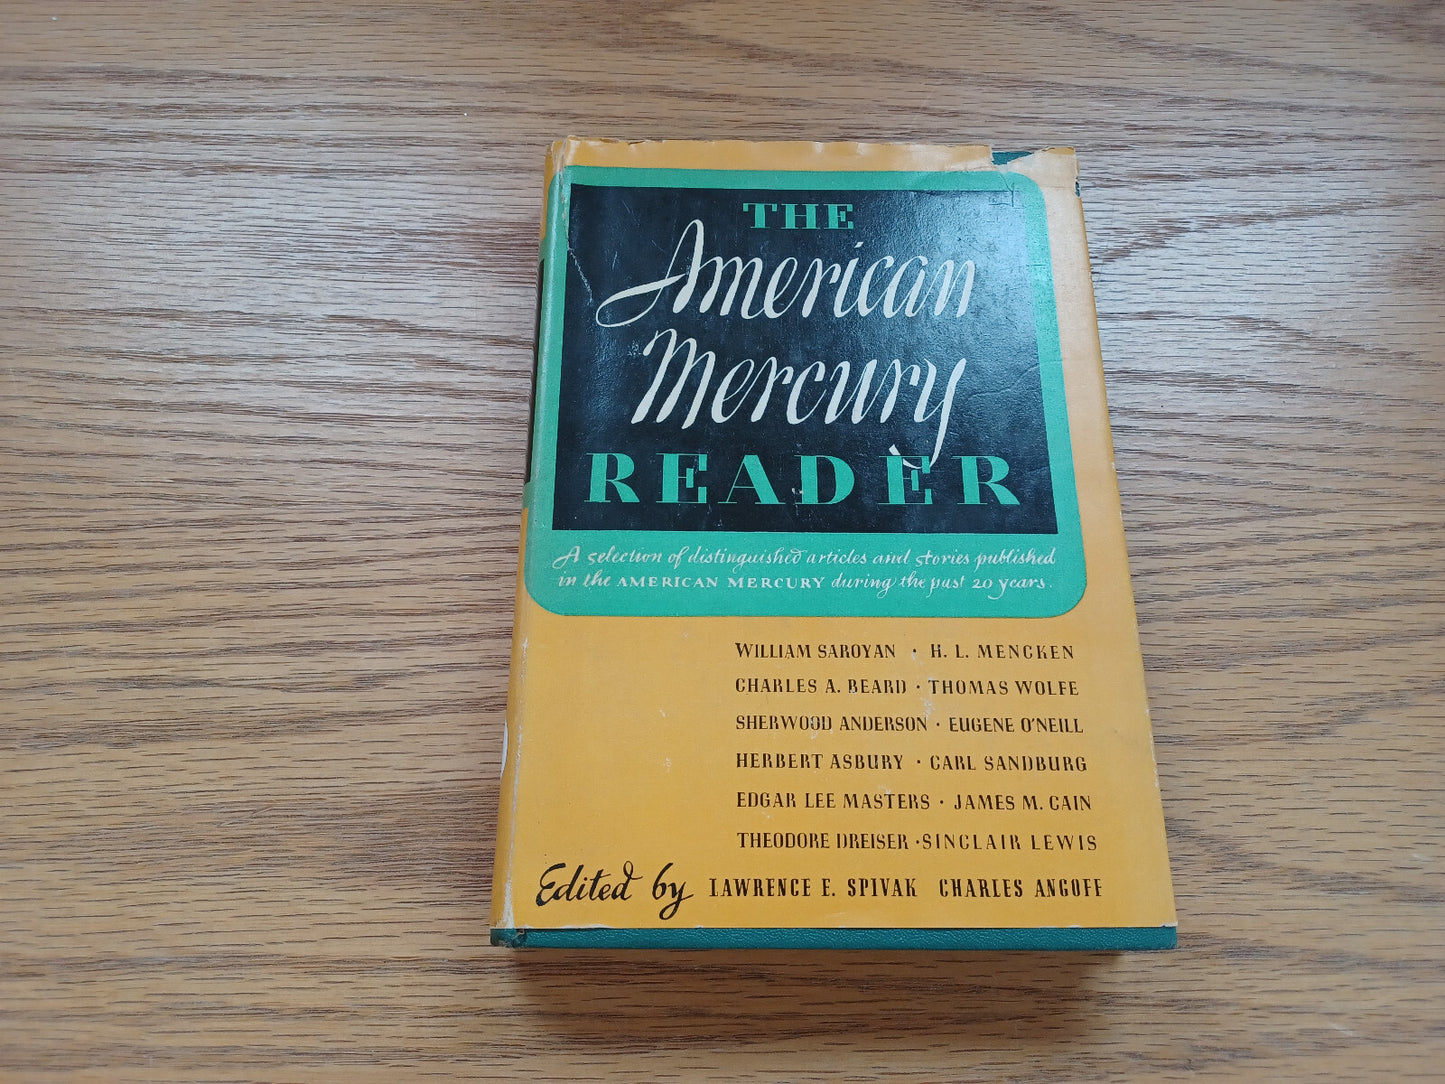 THE
American
Mercury
READER
A selection of distinguished articles and stories published
in the AMERICAN MERCURY during the past 20 years.
WILLIAM SAROYAN · H. L. MENCKEN
CHARLES A. BEARD · THOMAS WOLFE
SHERWOOD ANDERSON · EUGENE O'NEILL
HERBERT ASBURY · CARL SANDBURG
EDGAR LEE MASTERS · JAMES M. CAIN
THEODORE DREISER · SINCLAIR LEWIS
Edited by LAWRENCE E. SPIVAK CHARLES ANGOFF